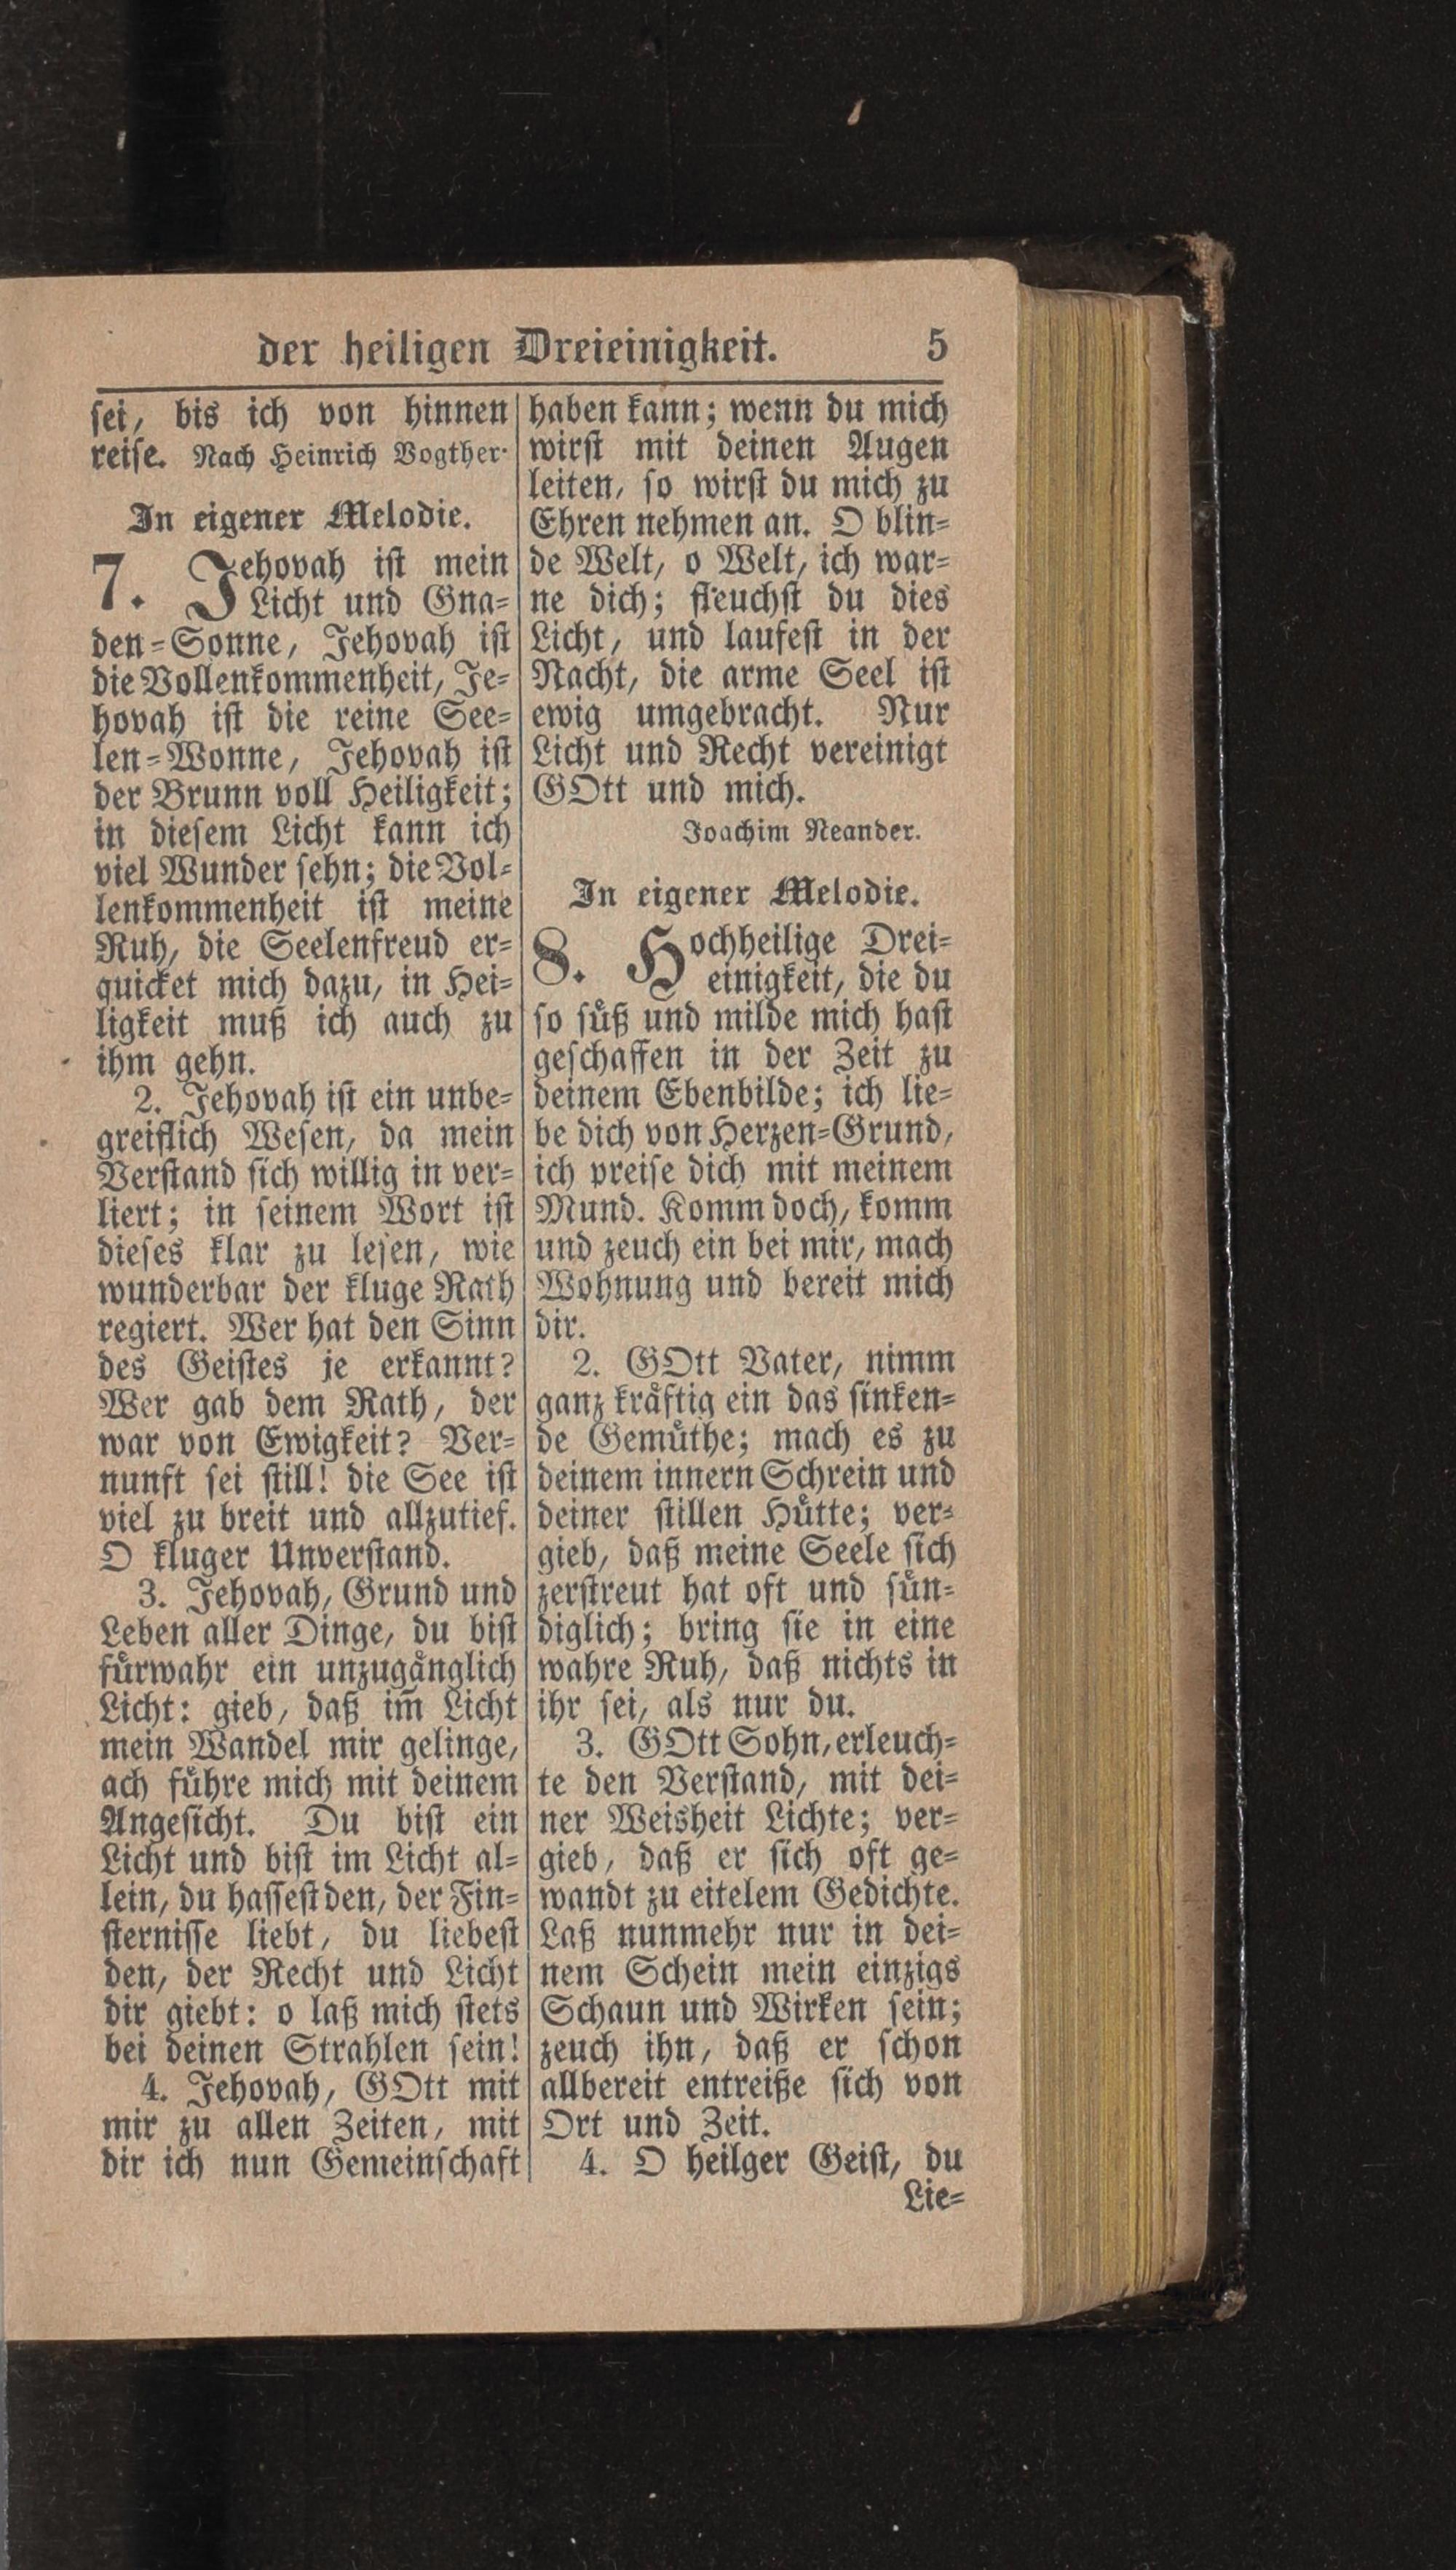 der heiligen Dreieinigkeit. 5
sei, bis ich von hinnen
reise. Nach Heinrich Vogther.
In eigener Melodie.
7. Jehovah ist mein
Licht und Gna-
den-Sonne, Jehovah ist
die Vollenkommenheit, Je-
hovah ist die reine See-
len-Wonne, Jehovah ist
der Brunn voll Heiligkeit;
in diesem Licht kann ich
viel Wunder sehn; die Vol-
lenkommenheit ist meine
Ruh, die Seelenfreud er-
quicket mich dazu, in Hei-
ligkeit muß ich auch zu
ihm gehn.
2. Jehovah ist ein unbe-
greiflich Wesen, da mein
Verstand sich willig in ver-
liert; in seinem Wort ist
dieses klar zu lesen, wie
wunderbar der kluge Rath
regiert. Wer hat den Sinn
des Geistes je erkannt?
Wer gab dem Rath, der
war von Ewigkeit? Ver-
nunft sei still! die See ist
viel zu breit und allzutief.
O kluger Unverstand.
3. Jehovah, Grund und
Leben aller Dinge, du bist
fürwahr ein unzugänglich
Licht: gieb, daß im̄ Licht
mein Wandel mir gelinge,
ach führe mich mit deinem
Angesicht. Du bist ein
Licht und bist im Licht al-
lein, du hassest den, der Fin-
sternisse liebt, du liebest
den, der Recht und Licht
dir giebt: o laß mich stets
bei deinen Strahlen sein!
4. Jehovah, GOtt mit
mir zu allen Zeiten, mit
dir ich nun Gemeinschaft
haben kann; wenn du mich
wirst mit deinen Augen
leiten, so wirst du mich zu
Ehren nehmen an. O blin-
de Welt, o Welt, ich war-
ne dich; fleuchst du dies
Licht, und laufest in der
Nacht, die arme Seel ist
ewig umgebracht. Nur
Licht und Recht vereinigt
GOtt und mich.
Joachim Neander.
In eigener Melodie.
8. Hochheilige Drei-
einigkeit, die du
so süß und milde mich hast
geschaffen in der Zeit zu
deinem Ebenbilde; ich lie-
be dich von Herzen-Grund,
ich preise dich mit meinem
Mund. Komm doch, komm
und zeuch ein bei mir, mach
Wohnung und bereit mich
dir.
2. GOtt Vater, nimm
ganz kräftig ein das sinken-
de Gemüthe; mach es zu
deinem innern Schrein und
deiner stillen Hütte; ver-
gieb, daß meine Seele sich
zerstreut hat oft und sün-
diglich; bring sie in eine
wahre Ruh, daß nichts in
ihr sei, als nur du.
3. GOtt Sohn, erleuch-
te den Verstand, mit dei-
ner Weisheit Lichte; ver-
gieb, daß er sich oft ge-
wandt zu eitelem Gedichte.
Laß nunmehr nur in dei-
nem Schein mein einzigs
Schaun und Wirken sein;
zeuch ihn, daß er schon
allbereit entreiße sich von
Ort und Zeit.
4. O heilger Geist, du
Lie-